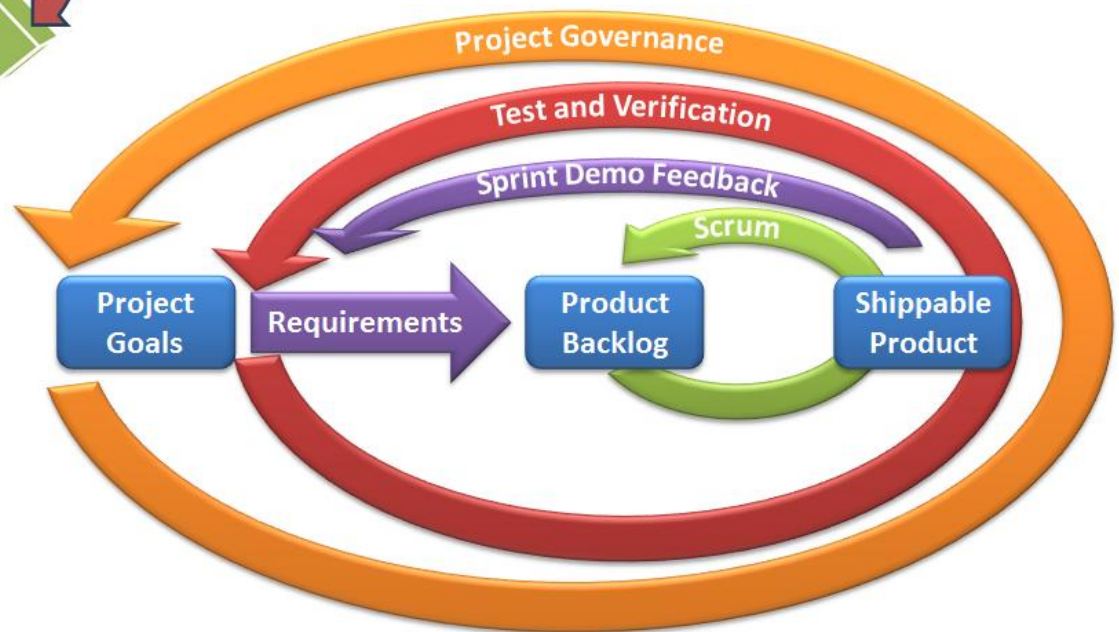 Project Governance
Test and Verification
Sprint Demo Feedback
Scrum
Project
Goals
Requirements
Product
Backlog
Shippable
Product